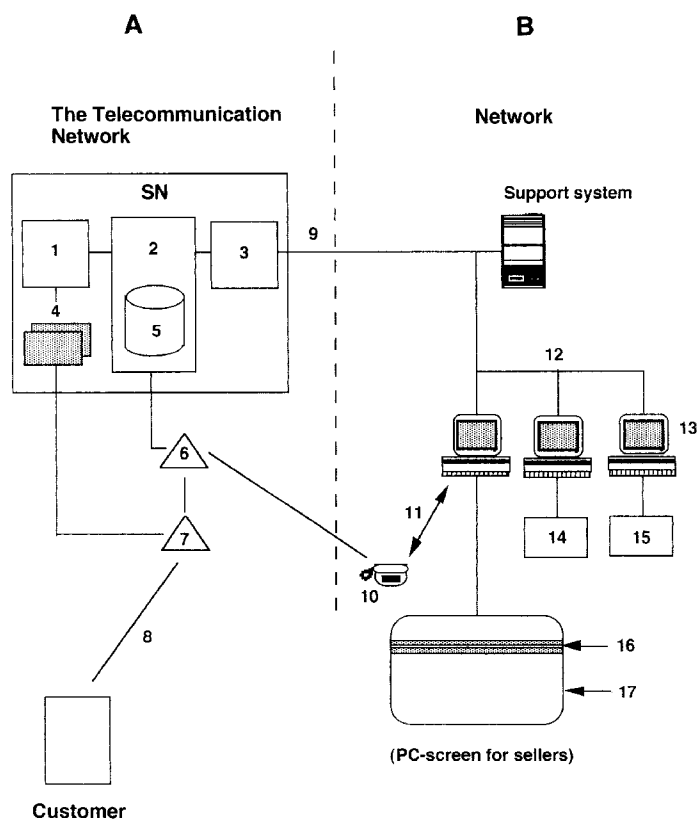 A
B
The Telecommunication
Network
Network
SN
Support system
1
2
3
9
4
5
12
13
6
11
7
14
15
10
8
16
17
(PC-screen for sellers)
Customer